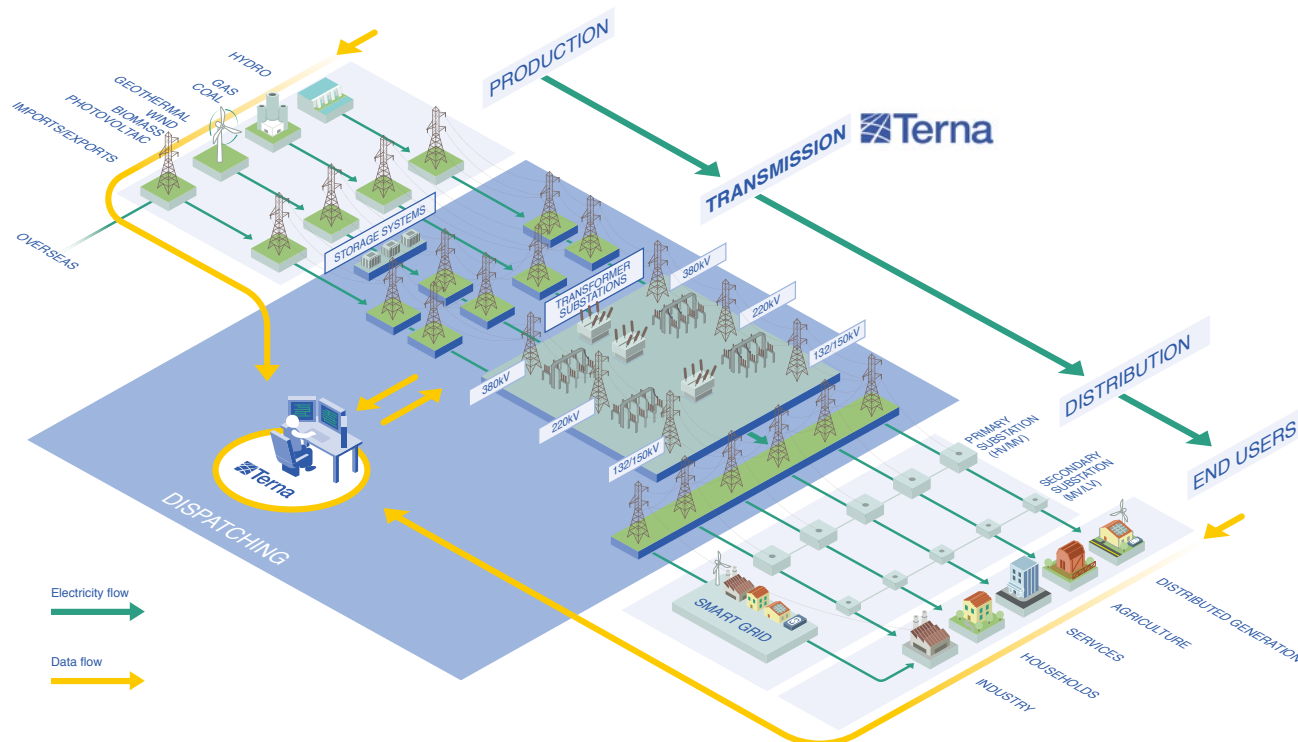 PRODUCTION
TRANSMISSION
Terna
DISTRIBUTION
END USERS
HYDRO
GAS
COAL
GEOTHERMAL
WIND
BIOMASS
PHOTOVOLTAIC
IMPORTS/EXPORTS
OVERSEAS
STORAGE SYSTEMS
TRANSFORMER
SUBSTATIONS
380kV
220kV
132/150kV
380kV
220kV
132/150kV
PRIMARY
SUBSTATION
(HV/MV)
SECONDARY
SUBSTATION
(MV/LV)
Terna
DISPATCHING
SMART GRID
DISTRIBUTED GENERATION
AGRICULTURE
SERVICES
HOUSEHOLDS
INDUSTRY
Electricity flow
Data flow